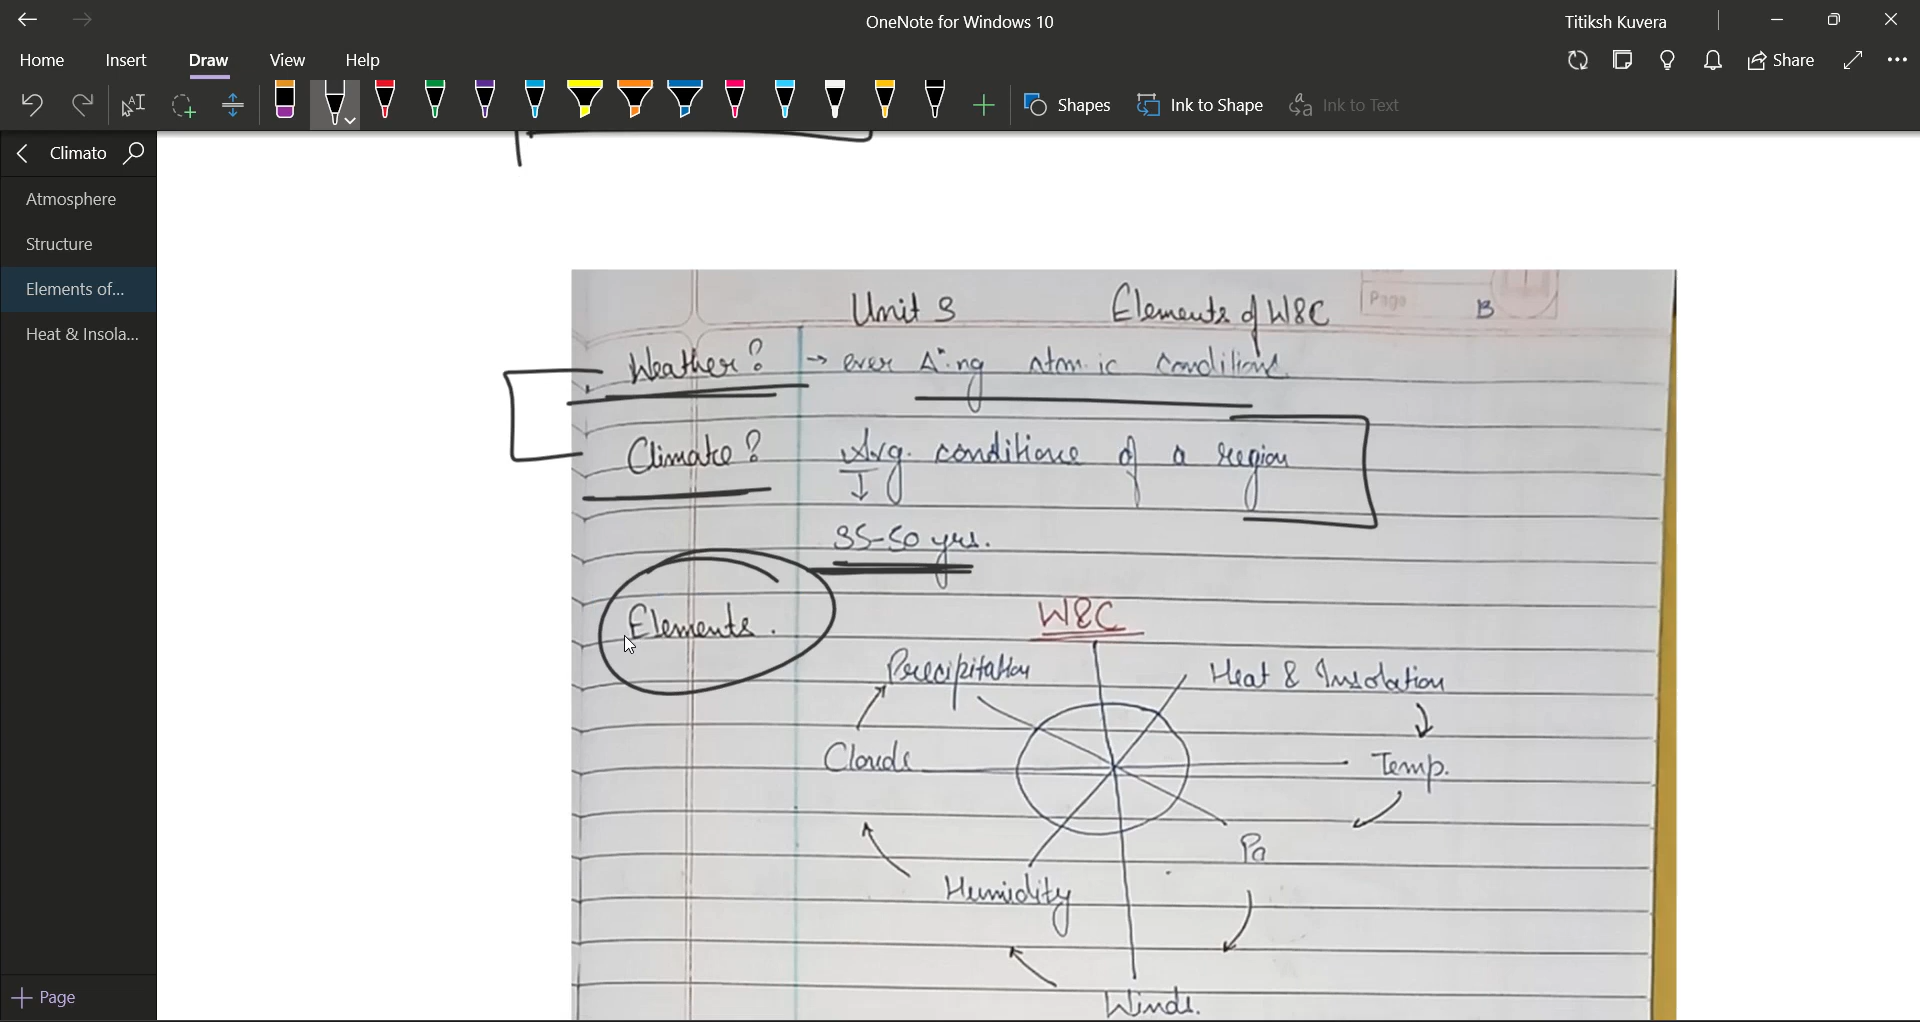 OneNote for Windows 10
Titiksh Kuvera
Home Insert Draw View Help
Share
Shapes Ink to Shape Ink to Text
Climato
Atmosphere
Structure
Elements of...
Heat & Insola...
Page
Unit 3 Elements of W&C Page B
Weather? → ever Δing Atm.ic conditions.
Climate? Avg. conditions of a region
↓
35-50 yrs.
Elements.
W&C
Precipitation Heat & Insolation
Clouds Temp.
Pa
Humidity
Winds.